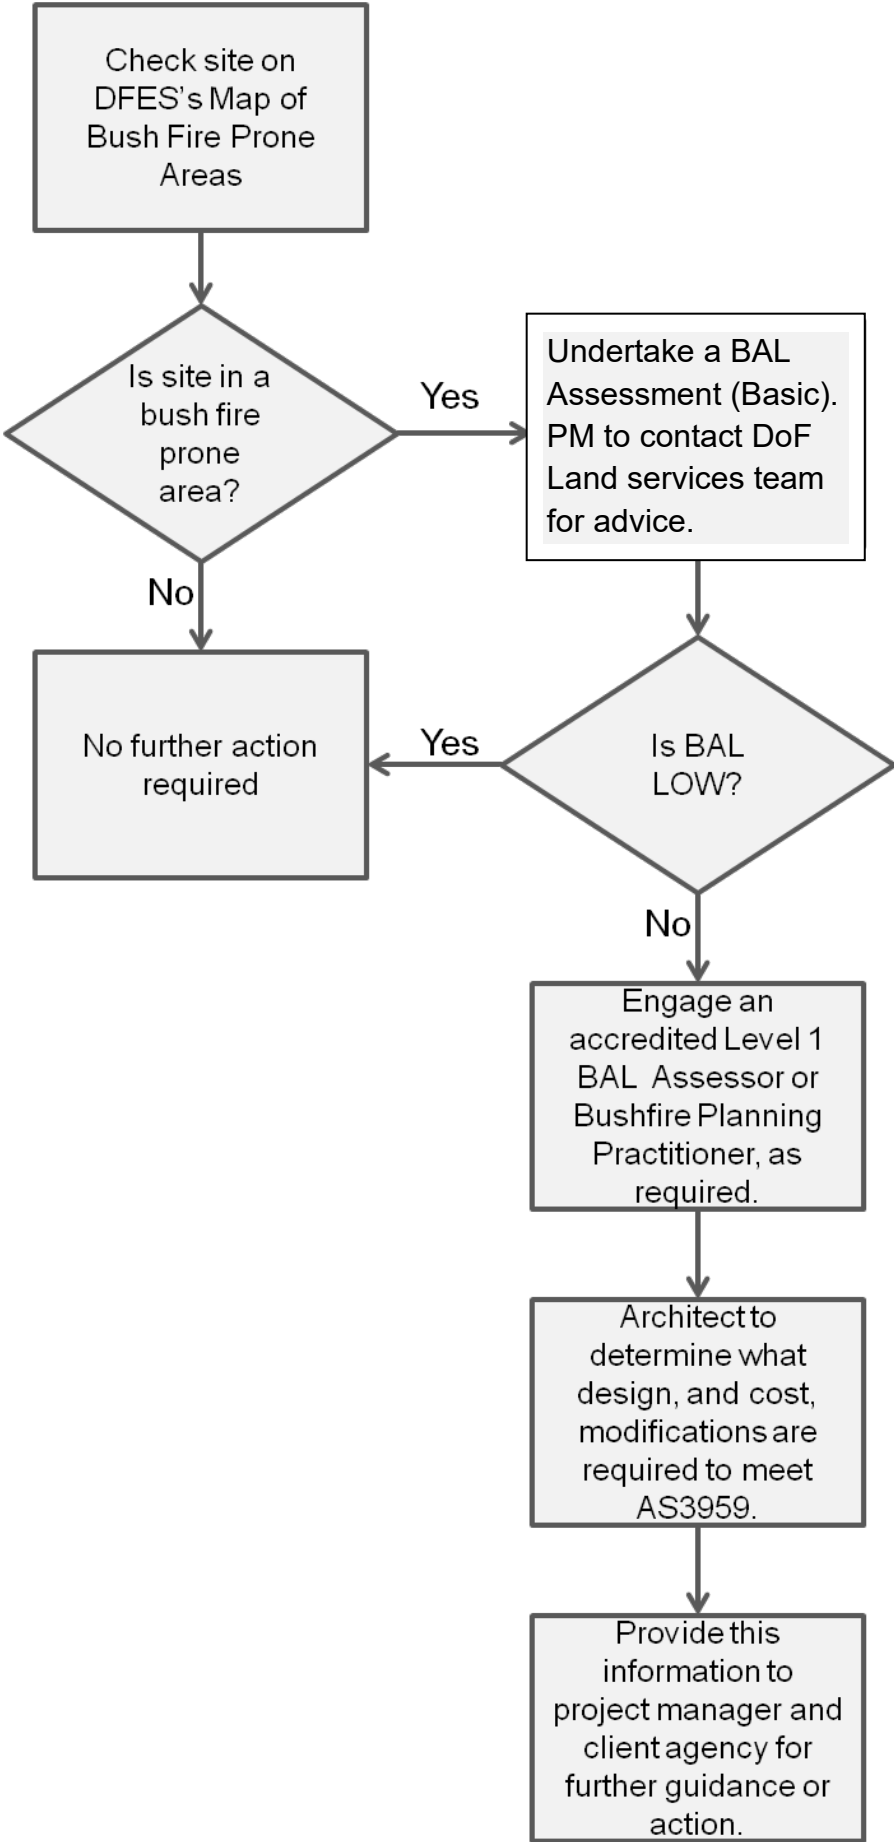 Check site on
DFES's Map of
Bush Fire Prone
Areas
Is site in a
bush fire
prone
area?
Yes
Undertake a BAL
Assessment (Basic).
PM to contact DoF
Land services team
for advice.
No
No further action
required
Yes
Is BAL
LOW?
No
Engage an
accredited Level 1
BAL Assessor or
Bushfire Planning
Practitioner, as
required.
Architect to
determine what
design, and cost,
modifications are
required to meet
AS3959.
Provide this
information to
project manager and
client agency for
further guidance or
action.